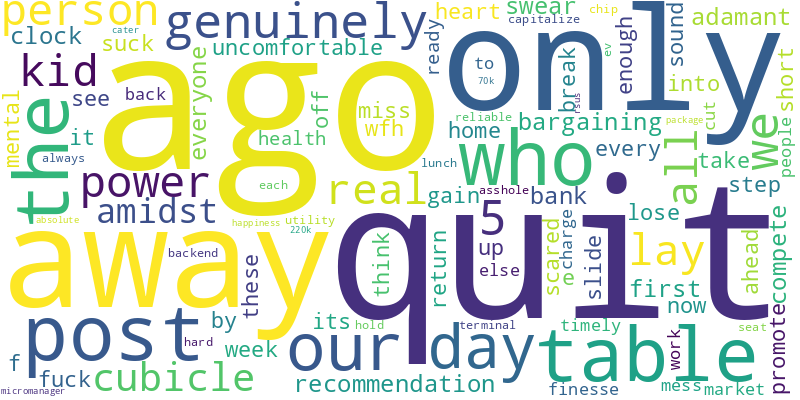 person
genuinely
heart
swear
chip
cater
capitalize
adamant
clock
suck
uncomfortable
ready
to
70k
only
ev
enough
sound
kid
see
back
the
ago
everyone
off
miss
wfh
break
rsus
into
short
mental
it
health
home
bargaining
cut
reliable
package
we
people
always
power
each
real
lunch
who
every
all
take
amidst
gain
asshole
bank
step
absolute
away
happiness
utility
220k
5
lose
quit
up
else
scared
charge
slide
these
backend
think
return
lay
ahead
compete
post
by
its
hold
day
terminal
timely
first
now
seat
f
hard
week
our
table
work
promote
fuck
cubicle
recommendation
finesse
mess
market
micromanager